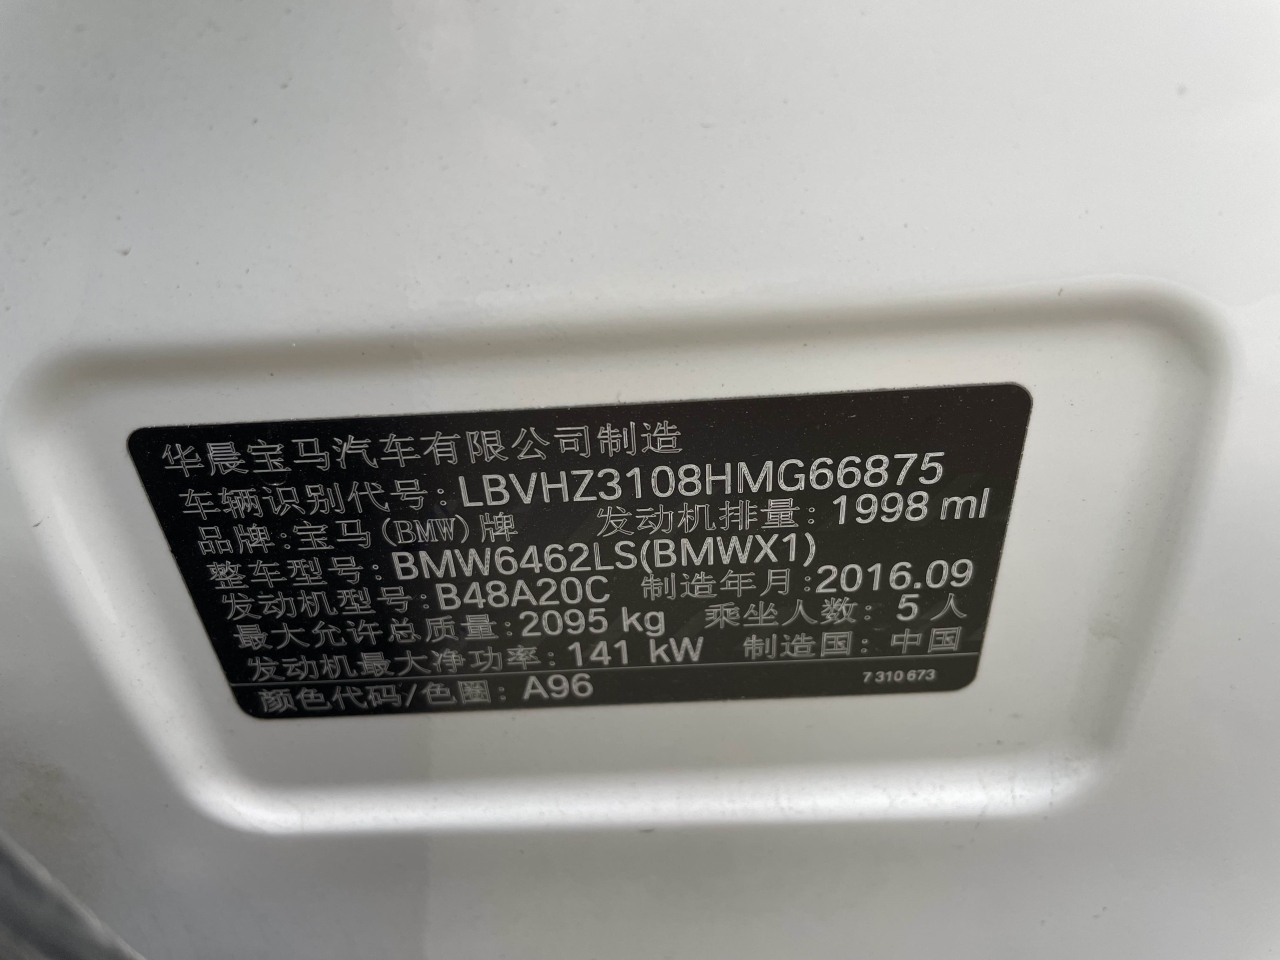 华晨宝马汽车有限公司制造
车辆识别代号: LBVHZ3108HMG66875
品牌:宝马(BMW)牌 发动机排量: 1998 ml
整车型号: BMW6462LS(BMWX1)
发动机型号: B48A20C 制造年月: 2016.09
最大允许总质量: 2095 kg 乘坐人数: 5 人
发动机最大净功率: 141 kW 制造国: 中国
颜色代码/色圈: A96 7 310 673